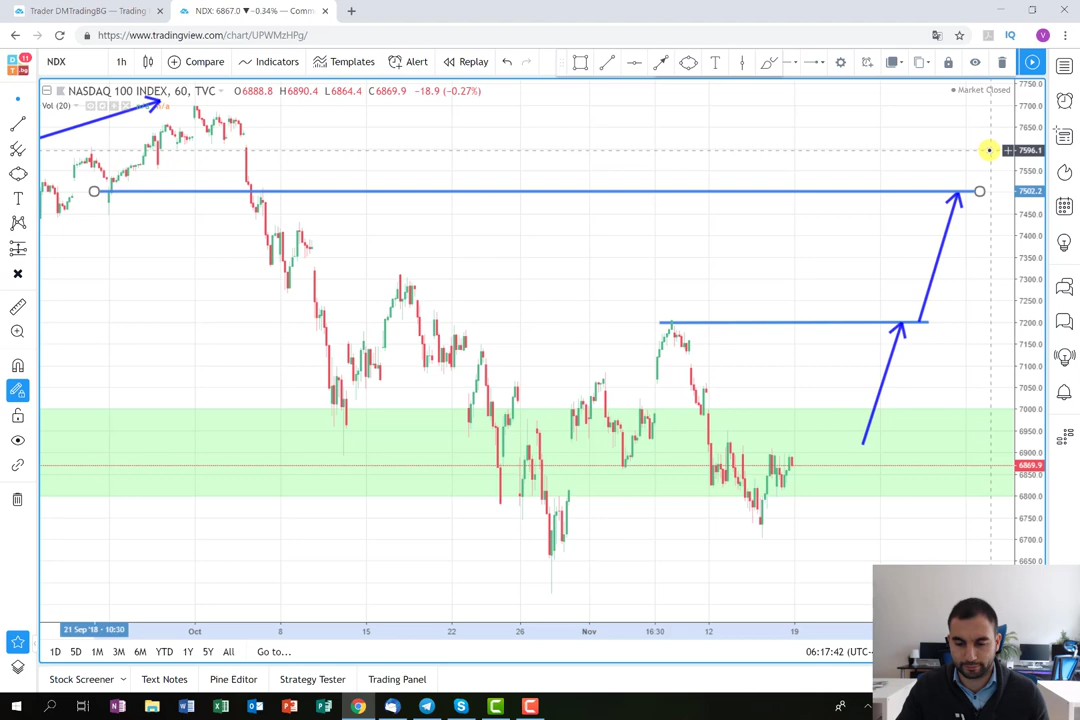 Trader DMTradingBG — Trading
NDX: 6867.0 ▼−0.34% — Comm
https://www.tradingview.com/chart/UPWMzHPg/
IQ
V
11
D T .bg
NDX
1h
Compare
Indicators
Templates
Alert
Replay
NASDAQ 100 INDEX, 60, TVC
O6888.8 H6890.4 L6864.4 C6869.9 −18.9 (−0.27%)
Market Closed
Vol (20)
n/a
7750.0
7700.0
7650.0
7596.1
7550.0
7502.2
7450.0
7400.0
7350.0
7300.0
7250.0
7200.0
7150.0
7100.0
7050.0
7000.0
6950.0
6900.0
6869.9
6850.0
6800.0
6750.0
6700.0
6650.0
21 Sep '18 - 10:30
Oct
8
15
22
26
Nov
16:30
12
19
1D 5D 1M 3M 6M YTD 1Y 5Y All Go to...
06:17:42 (UTC-
Stock Screener
Text Notes
Pine Editor
Strategy Tester
Trading Panel